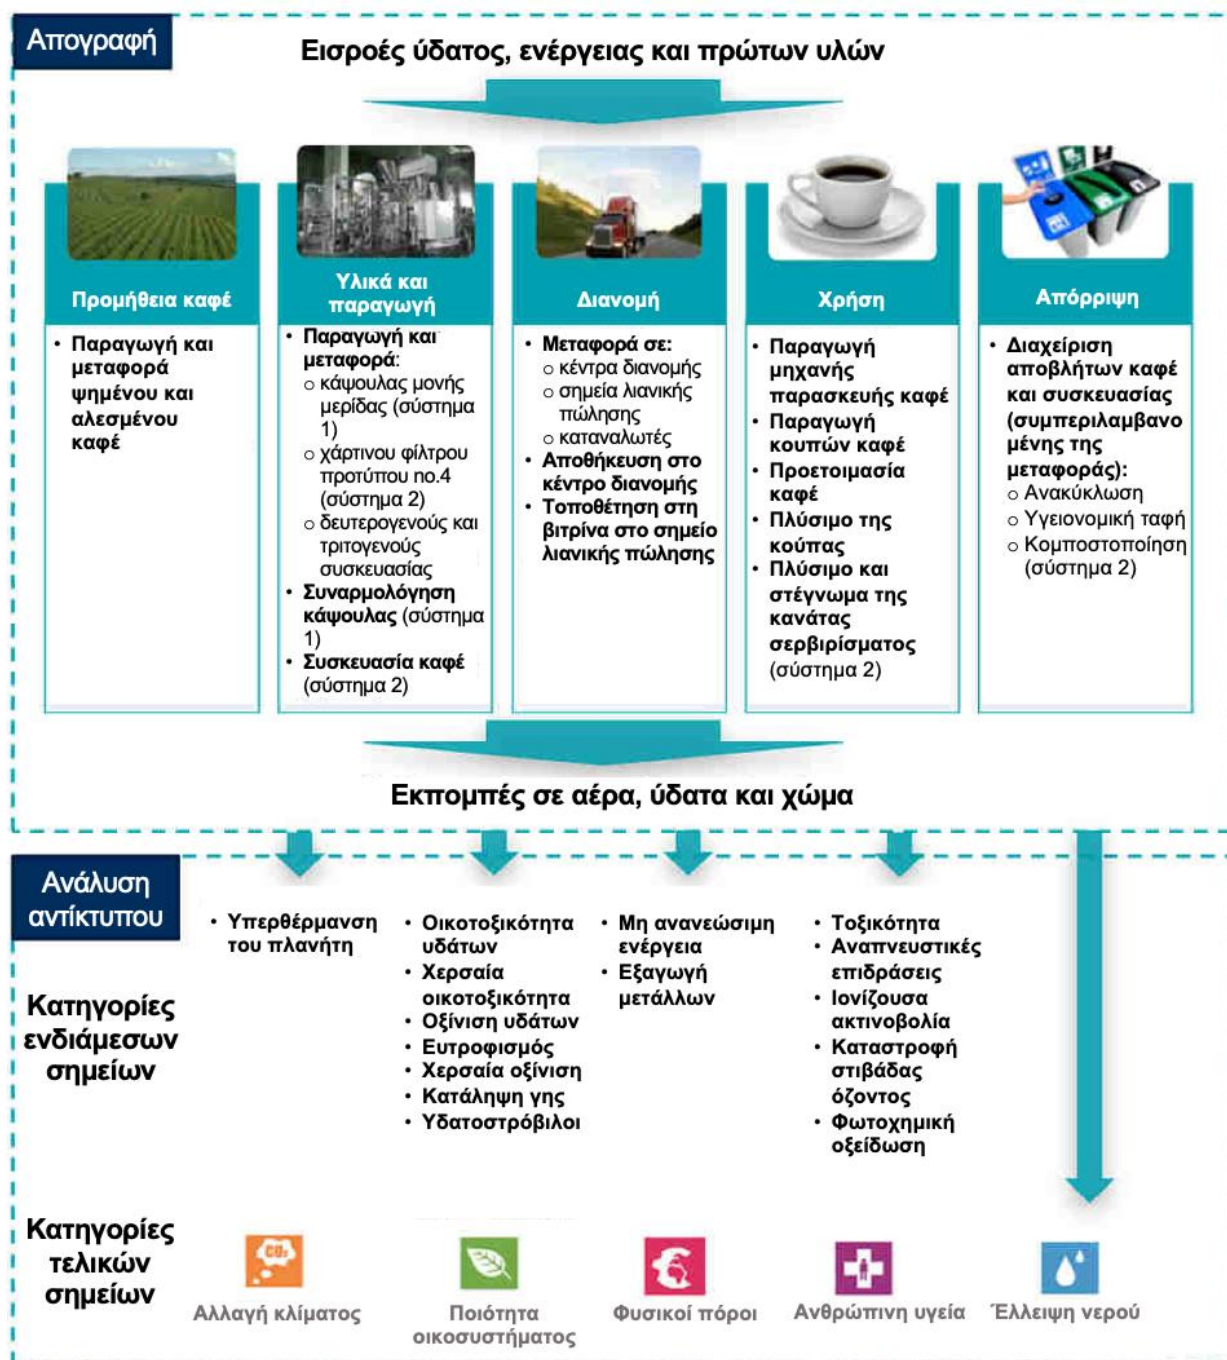 Απογραφή
Εισροές ύδατος, ενέργειας και πρώτων υλών
Προμήθεια καφέ
• Παραγωγή και
μεταφορά
ψημένου και
αλεσμένου
καφέ
Υλικά και
παραγωγή
• Παραγωγή και
μεταφορά:
o κάψουλας μονής
μερίδας (σύστημα
1)
o χάρτινου φίλτρου
προτύπου no.4
(σύστημα 2)
o δευτερογενούς και
τριτογενούς
συσκευασίας
• Συναρμολόγηση
κάψουλας (σύστημα
1)
• Συσκευασία καφέ
(σύστημα 2)
Διανομή
• Μεταφορά σε:
o κέντρα διανομής
o σημεία λιανικής
πώλησης
o καταναλωτές
• Αποθήκευση στο
κέντρο διανομής
• Τοποθέτηση στη
βιτρίνα στο σημείο
λιανικής πώλησης
Χρήση
• Παραγωγή
μηχανής
παρασκευής καφέ
• Παραγωγή
κουπών καφέ
• Προετοιμασία
καφέ
• Πλύσιμο της
κούπας
• Πλύσιμο και
στέγνωμα της
κανάτας
σερβιρίσματος
(σύστημα 2)
Απόρριψη
• Διαχείριση
αποβλήτων καφέ
και συσκευασίας
(συμπεριλαμβανο
μένης της
μεταφοράς):
o Ανακύκλωση
o Υγειονομική ταφή
o Κομποστοποίηση
(σύστημα 2)
Εκπομπές σε αέρα, ύδατα και χώμα
Ανάλυση
αντίκτυπου
Κατηγορίες
ενδιάμεσων
σημείων
• Υπερθέρμανση
του πλανήτη
• Οικοτοξικότητα
υδάτων
• Χερσαία
οικοτοξικότητα
• Οξίνιση υδάτων
• Ευτροφισμός
• Χερσαία οξίνιση
• Κατάληψη γης
• Υδατοστρόβιλοι
• Μη ανανεώσιμη
ενέργεια
• Εξαγωγή
μετάλλων
• Τοξικότητα
• Αναπνευστικές
επιδράσεις
• Ιονίζουσα
ακτινοβολία
• Καταστροφή
στιβάδας
όζοντος
• Φωτοχημική
οξείδωση
Κατηγορίες
τελικών
σημείων
CO₂
Αλλαγή κλίματος
Ποιότητα
οικοσυστήματος
Φυσικοί πόροι
Ανθρώπινη υγεία
Έλλειψη νερού